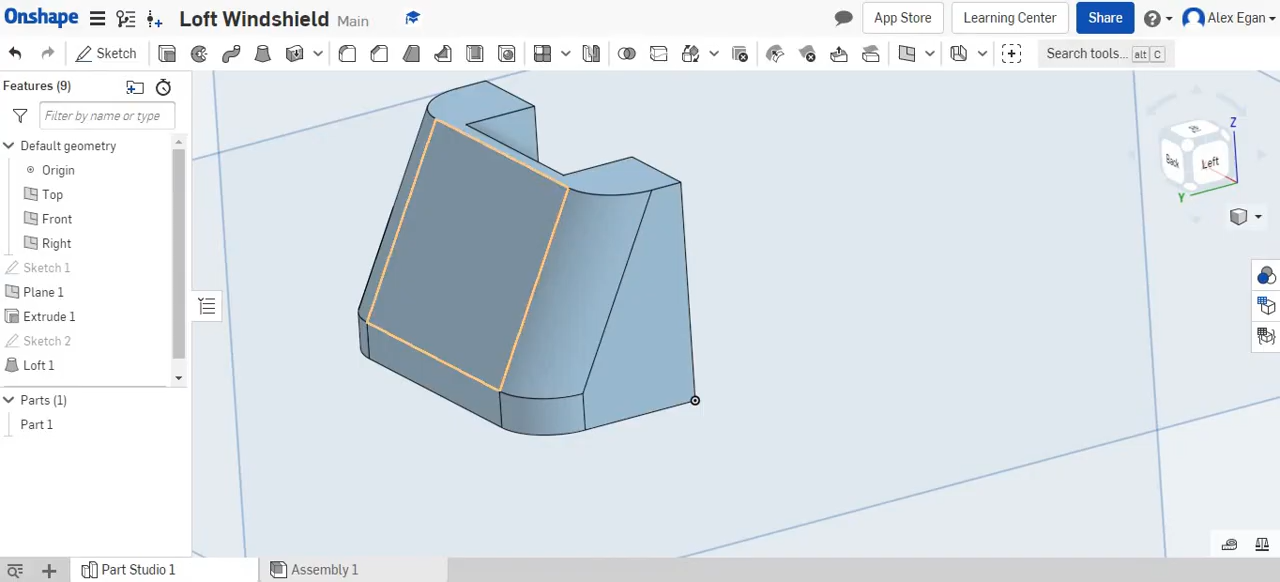 Onshape Loft Windshield Main App Store Learning Center Share Alex Egan
Sketch Search tools... alt C
Features (9)
Filter by name or type
Default geometry
Origin
Top
Front
Right
Sketch 1
Plane 1
Extrude 1
Sketch 2
Loft 1
Parts (1)
Part 1
Z
Back Left
Y
Part Studio 1 Assembly 1